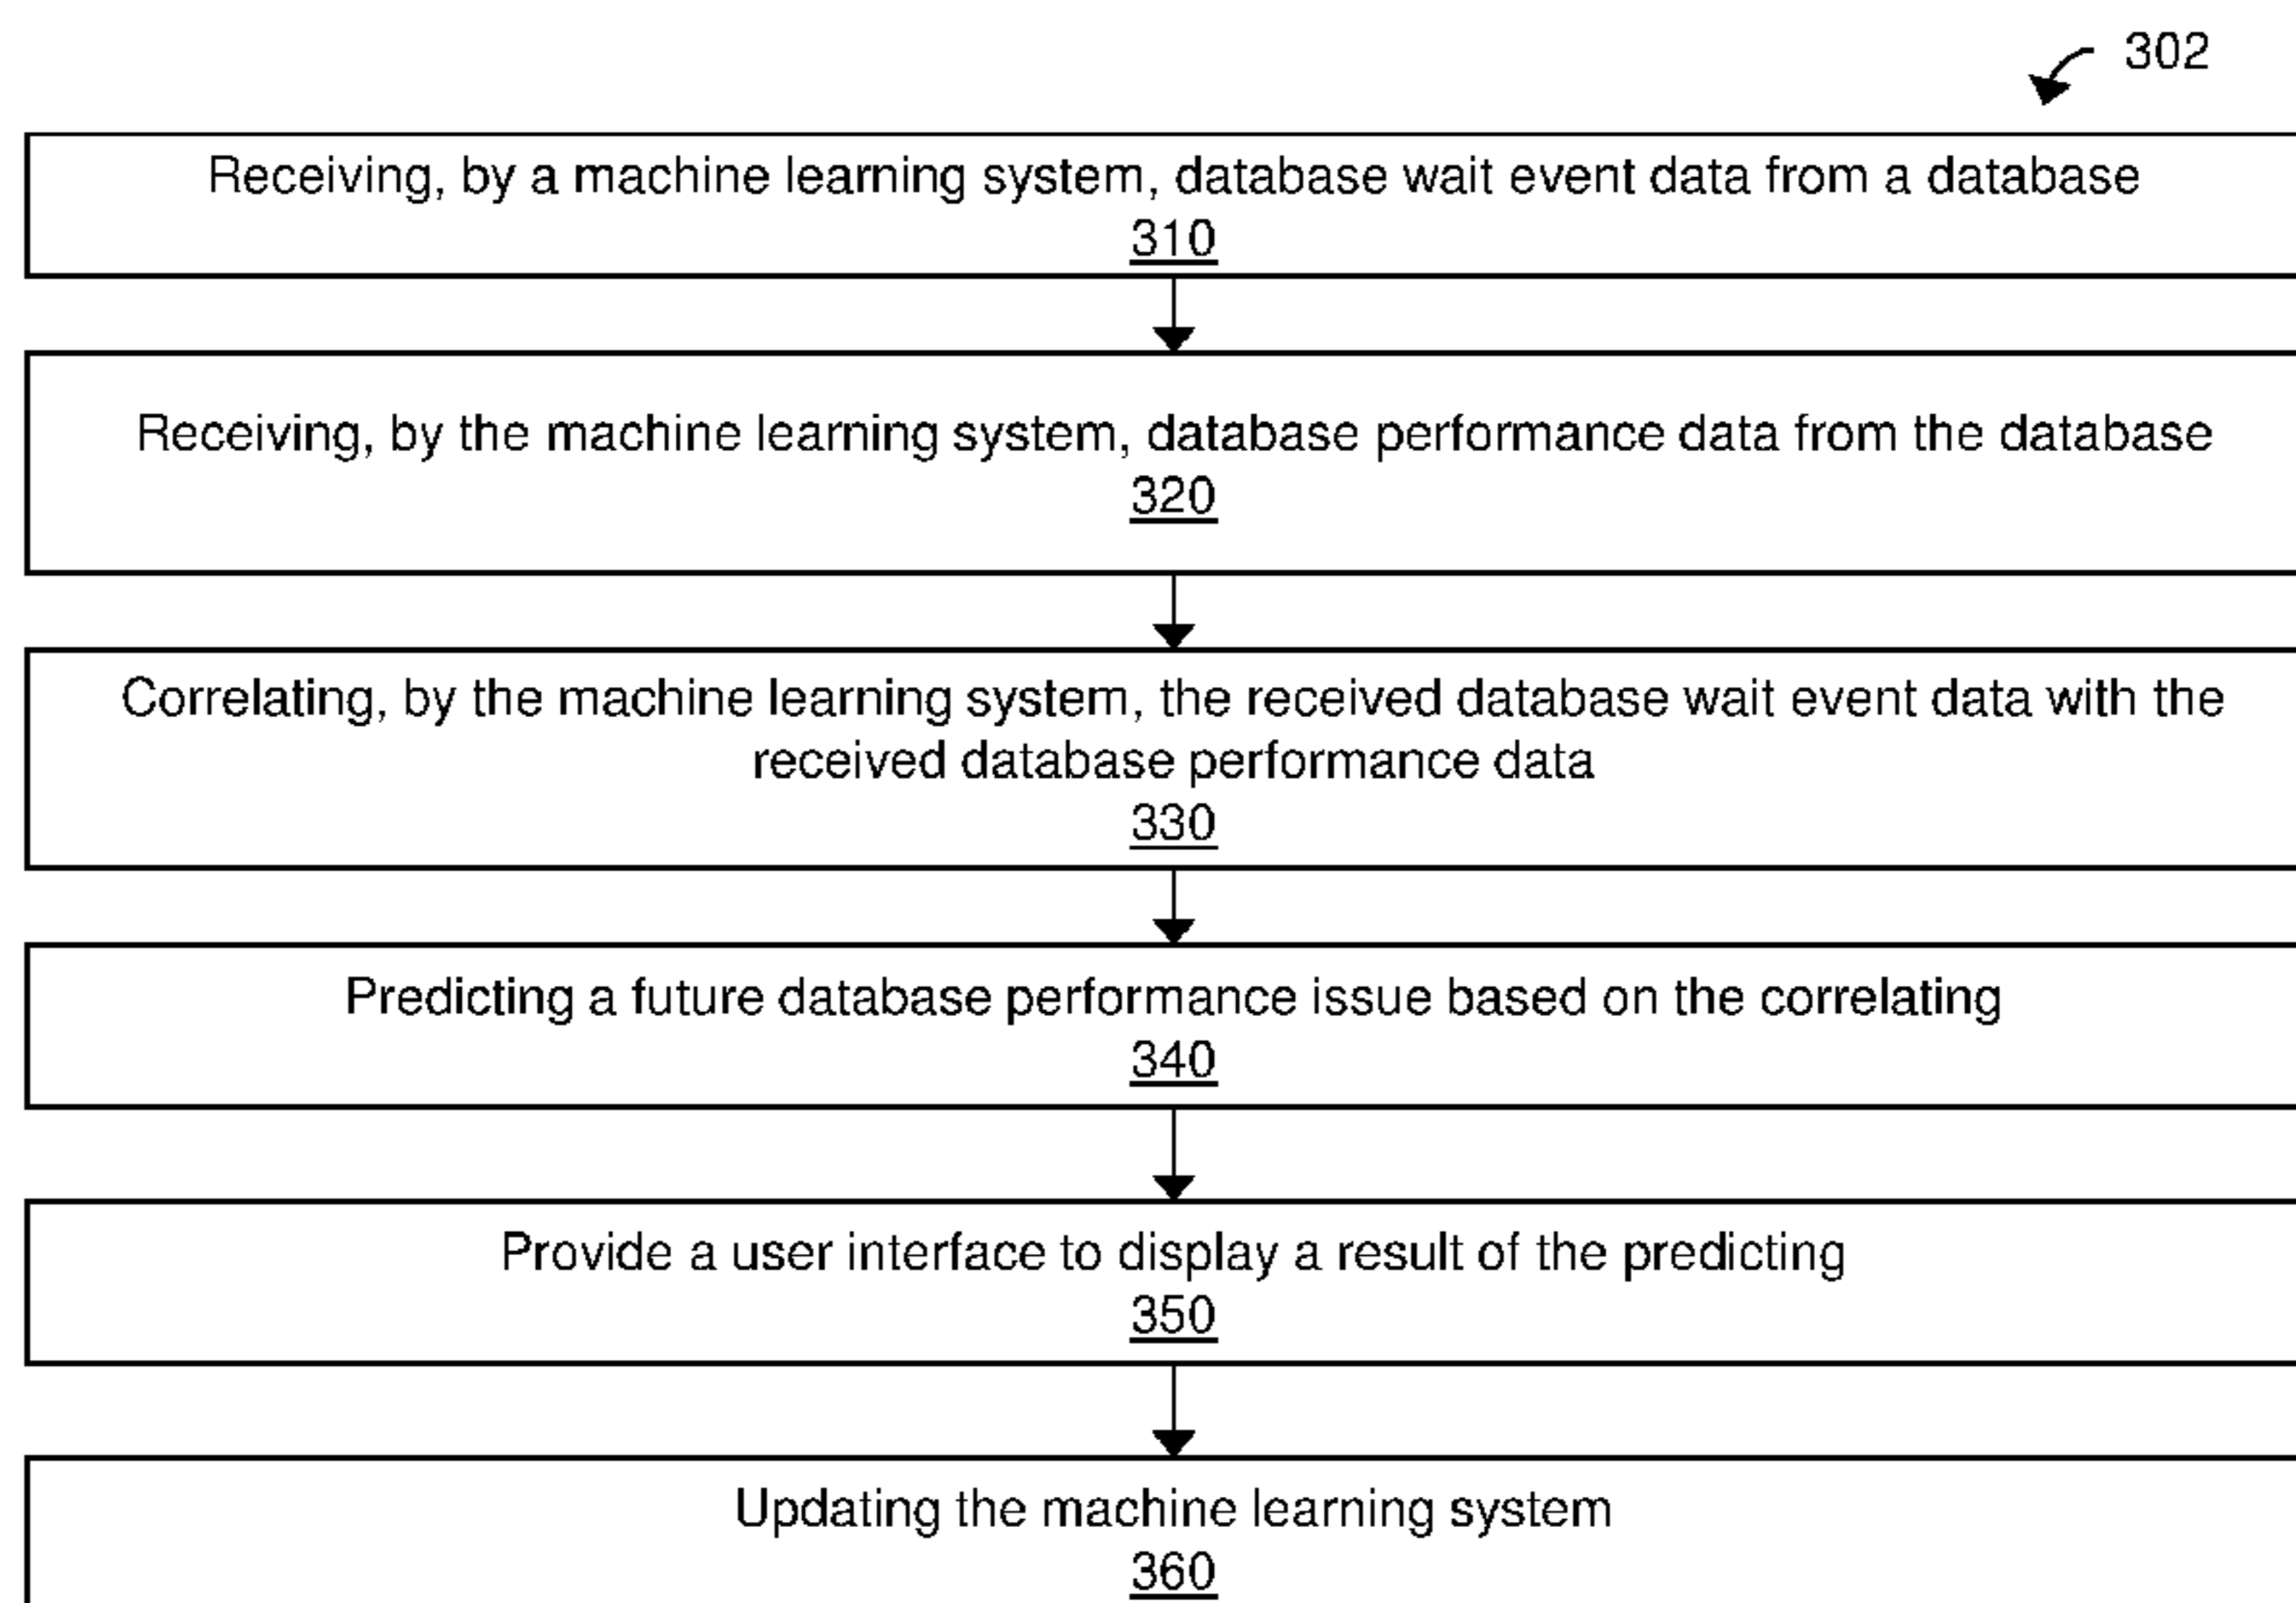 302
Receiving, by a machine learning system, database wait event data from a database
310
Receiving, by the machine learning system, database performance data from the database
320
Correlating, by the machine learning system, the received database wait event data with the
received database performance data
330
Predicting a future database performance issue based on the correlating
340
Provide a user interface to display a result of the predicting
350
Updating the machine learning system
360